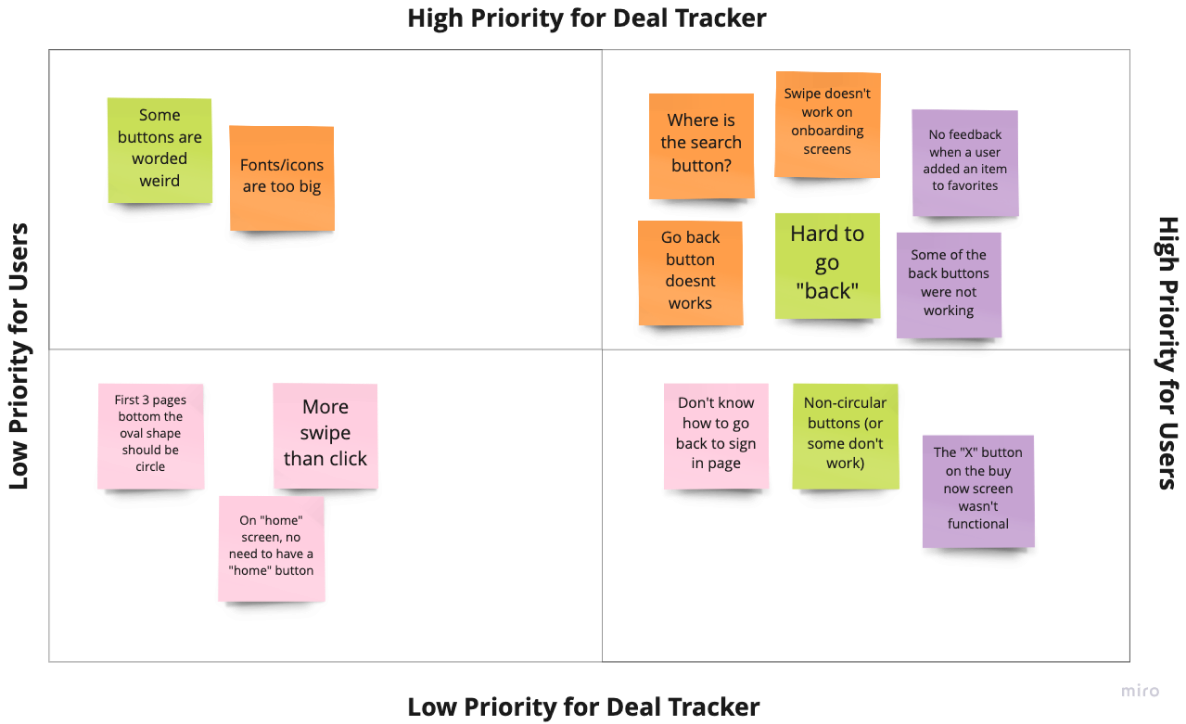 High Priority for Deal Tracker
Low Priority for Users
High Priority for Users
Some
buttons are
worded
weird
Fonts/icons
are too big
Where is
the search
button?
Swipe doesn't
work on
onboarding
screens
No feedback
when a user
added an item
to favorites
Go back
button
doesnt
works
Hard to
go
"back"
Some of the
back buttons
were not
working
First 3 pages
bottom the
oval shape
should be
circle
More
swipe
than click
On "home"
screen, no
need to have a
"home" button
Don't know
how to go
back to sign
in page
Non-circular
buttons (or
some don't
work)
The "X" button
on the buy
now screen
wasn't
functional
Low Priority for Deal Tracker
miro